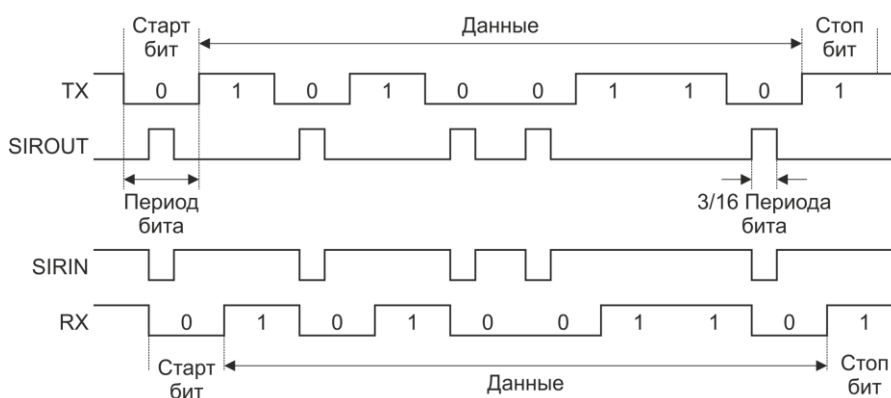 Старт
бит
Данные
Стоп
бит
TX
0 1 0 1 0 0 1 1 0 1
SIROUT
Период
бита
3/16 Периода
бита
SIRIN
RX
0 1 0 1 0 0 1 1 0 1
Старт
бит
Данные
Стоп
бит